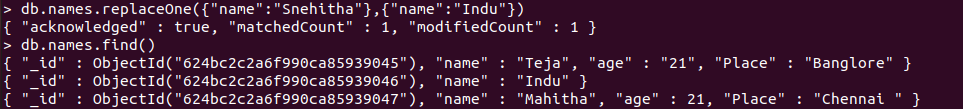 > db.names.replaceOne({"name":"Snehitha"},{"name":"Indu"})
{ "acknowledged" : true, "matchedCount" : 1, "modifiedCount" : 1 }
> db.names.find()
{ "_id" : ObjectId("624bc2c2a6f990ca85939045"), "name" : "Teja", "age" : "21", "Place" : "Banglore" }
{ "_id" : ObjectId("624bc2c2a6f990ca85939046"), "name" : "Indu" }
{ "_id" : ObjectId("624bc2c2a6f990ca85939047"), "name" : "Mahitha", "age" : 21, "Place" : "Chennai " }